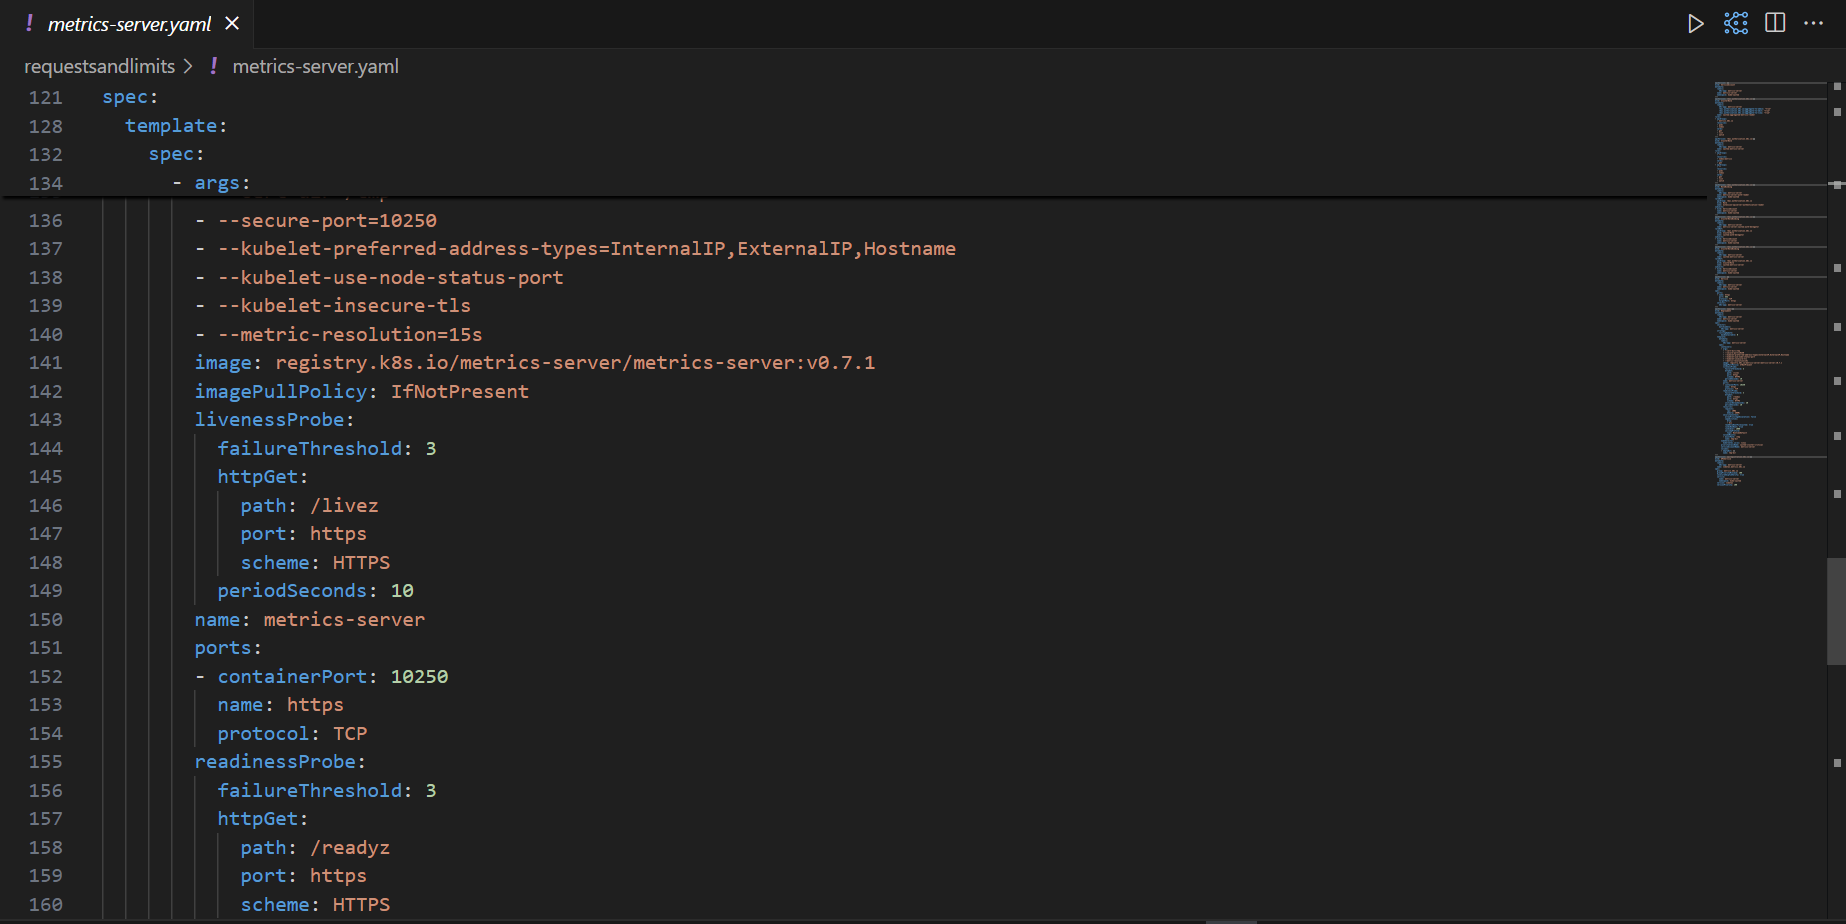 ! metrics-server.yaml ×
requestsandlimits > ! metrics-server.yaml
121 spec:
128 template:
132 spec:
134 - args:
136 - --secure-port=10250
137 - --kubelet-preferred-address-types=InternalIP,ExternalIP,Hostname
138 - --kubelet-use-node-status-port
139 - --kubelet-insecure-tls
140 - --metric-resolution=15s
141 image: registry.k8s.io/metrics-server/metrics-server:v0.7.1
142 imagePullPolicy: IfNotPresent
143 livenessProbe:
144 failureThreshold: 3
145 httpGet:
146 path: /livez
147 port: https
148 scheme: HTTPS
149 periodSeconds: 10
150 name: metrics-server
151 ports:
152 - containerPort: 10250
153 name: https
154 protocol: TCP
155 readinessProbe:
156 failureThreshold: 3
157 httpGet:
158 path: /readyz
159 port: https
160 scheme: HTTPS